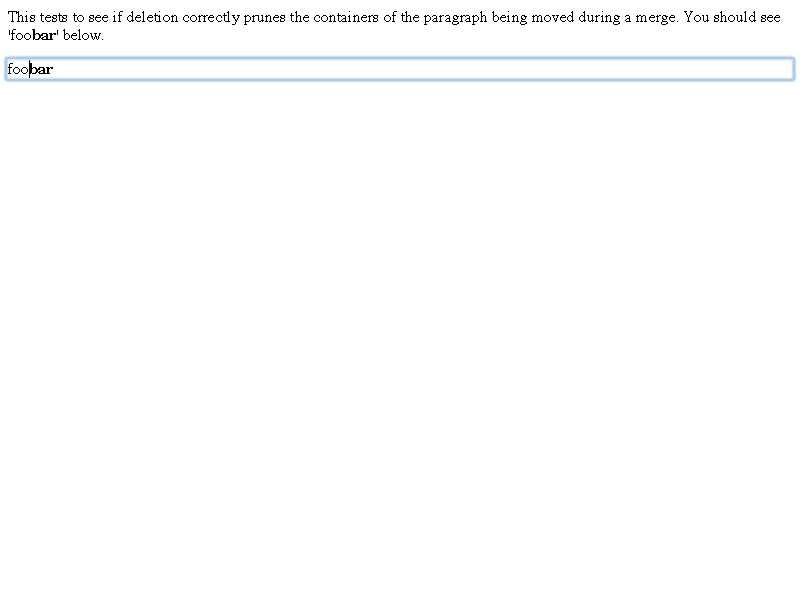 This tests to see if deletion correctly prunes the containers of the paragraph being moved during a merge. You should see
'foobar' below.
foobar